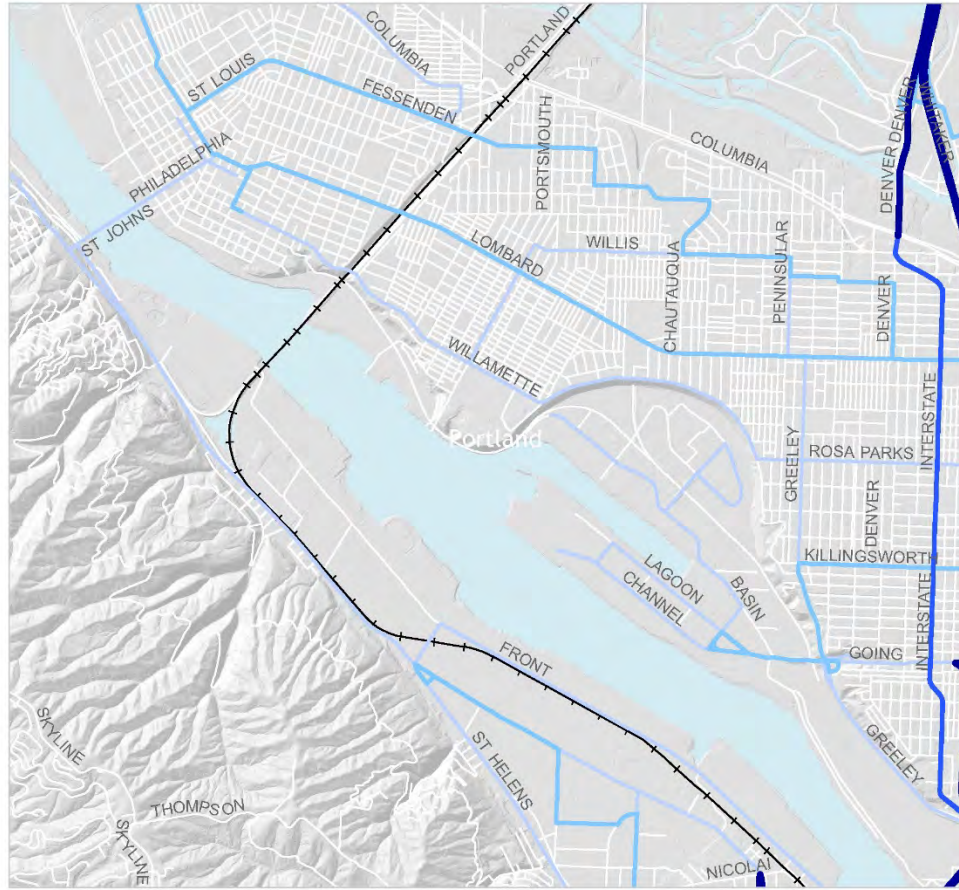 COLUMBIA
PORTLAND
ST LOUIS
FESSENDEN
PORTSMOUTH
COLUMBIA
DENVER DENVER
WHITAKER
PHILADELPHIA
ST JOHNS
LOMBARD
WILLIS
CHAUTAUQUA
PENINSULAR
DENVER
WILLAMETTE
INTERSTATE
Portland
GREELEY
ROSA PARKS
DENVER
KILLINGSWORTH
LAGOON
CHANNEL
BASIN
INTERSTATE
GOING
FRONT
GREELEY
SKYLINE
ST HELENS
THOMPSON
SKYLINE
NICOLAI